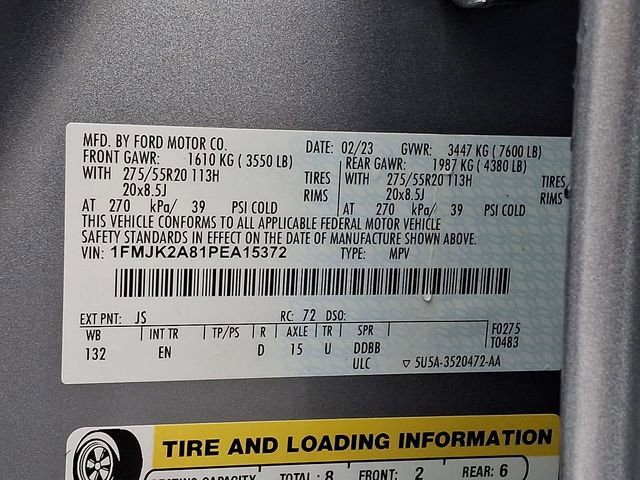 MFD. BY FORD MOTOR CO. DATE: 02/23 GVWR: 3447 KG (7600 LB)
FRONT GAWR: 1610 KG (3550 LB) REAR GAWR: 1987 KG (4380 LB)
WITH 275/55R20 113H TIRES WITH 275/55R20 113H TIRES
20x8.5J RIMS 20x8.5J RIMS
AT 270 kPa/ 39 PSI COLD AT 270 kPa/ 39 PSI COLD
THIS VEHICLE CONFORMS TO ALL APPLICABLE FEDERAL MOTOR VEHICLE
SAFETY STANDARDS IN EFFECT ON THE DATE OF MANUFACTURE SHOWN ABOVE.
VIN: 1FMJK2A81PEA15372 TYPE: MPV
EXT PNT: JS RC: 72 DSO:
WB INT TR TP/PS R AXLE TR SPR F0275
132 EN D 15 U DDBB T0483
ULC ▽ 5U5A-3520472-AA
TIRE AND LOADING INFORMATION
SEATING CAPACITY TOTAL: 8 FRONT: 2 REAR: 6